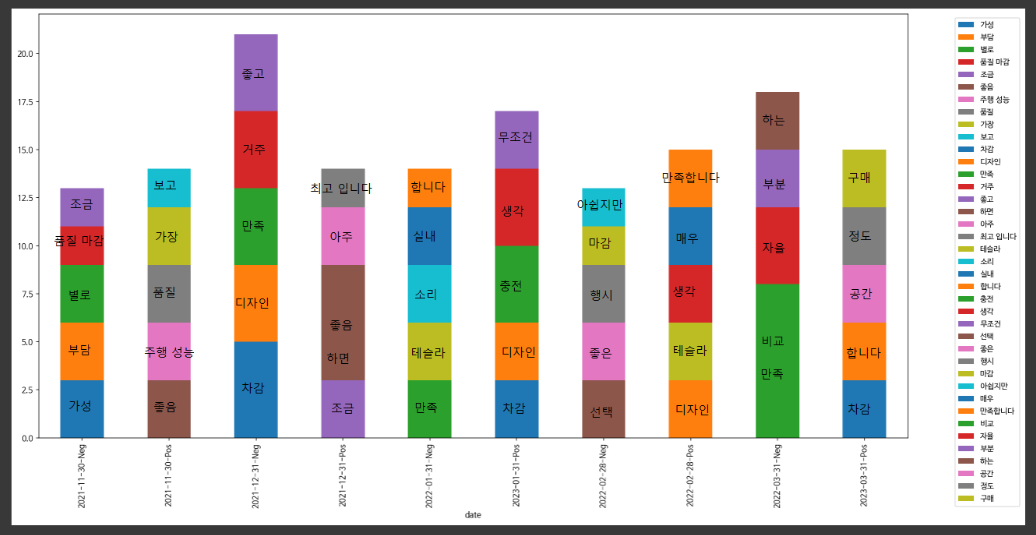 20.0
17.5
15.0
12.5
10.0
7.5
5.0
2.5
0.0
조금
품질 마감
별로
부담
가성
보고
가장
품질
주행 성능
좋음
좋고
거주
만족
디자인
차감
최고 입니다
아주
좋음
하면
조금
합니다
실내
소리
테슬라
만족
무조건
생각
충전
디자인
차감
아쉽지만
마감
행시
좋은
선택
만족합니다
매우
생각
테슬라
디자인
하는
부분
자율
비교
만족
구매
정도
공간
합니다
차감
2021-11-30-Neg
2021-11-30-Pos
2021-12-31-Neg
2021-12-31-Pos
2022-01-31-Neg
2023-01-31-Pos
2022-02-28-Neg
2022-02-28-Pos
2022-03-31-Neg
2023-03-31-Pos
date
가성
부담
별로
품질 마감
조금
좋음
주행 성능
품질
가장
보고
차감
디자인
만족
거주
좋고
하면
아주
최고 입니다
테슬라
소리
실내
합니다
충전
생각
무조건
선택
좋은
행시
마감
아쉽지만
매우
만족합니다
비교
자율
부분
하는
공간
정도
구매